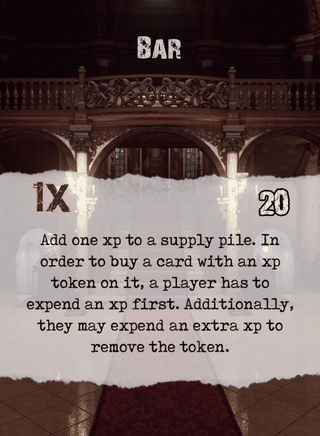 Bar
1X
20
Add one xp to a supply pile. In
order to buy a card with an xp
token on it, a player has to
expend an xp first. Additionally,
they may expend an extra xp to
remove the token.